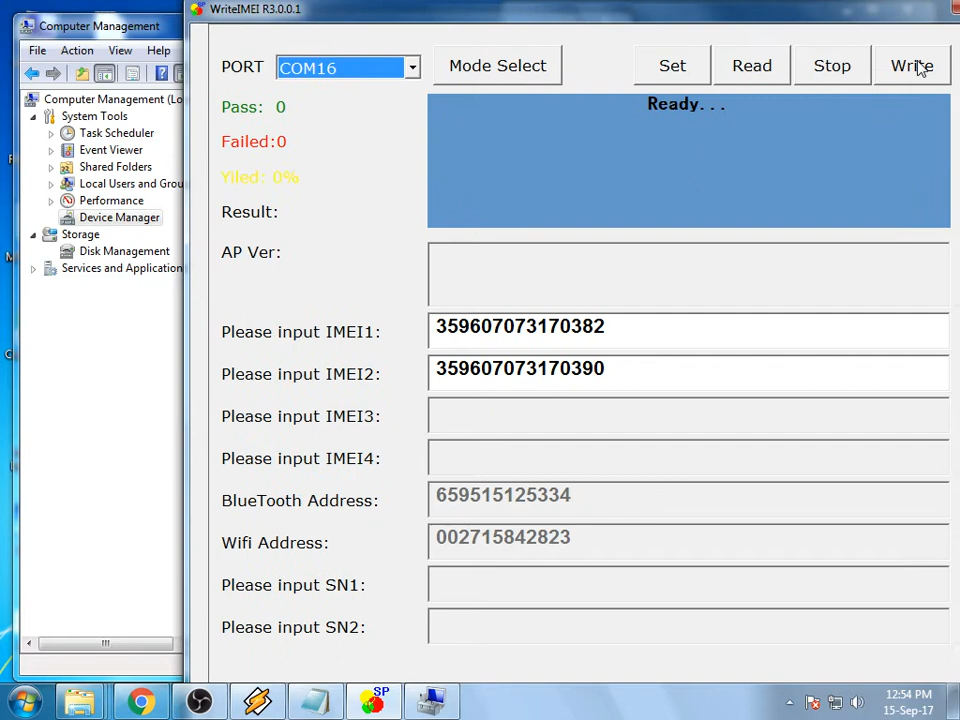 WriteIMEI R3.0.0.1
Computer Management
File Action View Help
Computer Management (Lo
System Tools
Task Scheduler
Event Viewer
Shared Folders
Local Users and Grou
Performance
Device Manager
Storage
Disk Management
Services and Application
PORT COM16 Mode Select Set Read Stop Write
Pass: 0
Ready...
Failed:0
Yiled: 0%
Result:
AP Ver:
Please input IMEI1: 359607073170382
Please input IMEI2: 359607073170390
Please input IMEI3:
Please input IMEI4:
BlueTooth Address: 659515125334
Wifi Address: 002715842823
Please input SN1:
Please input SN2:
SP
12:54 PM
15-Sep-17